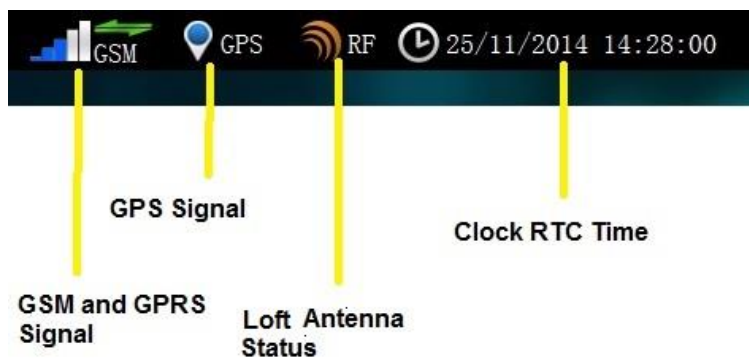 GSM GPS RF 25/11/2014 14:28:00
GPS Signal
Clock RTC Time
GSM and GPRS
Signal
Loft Antenna
Status